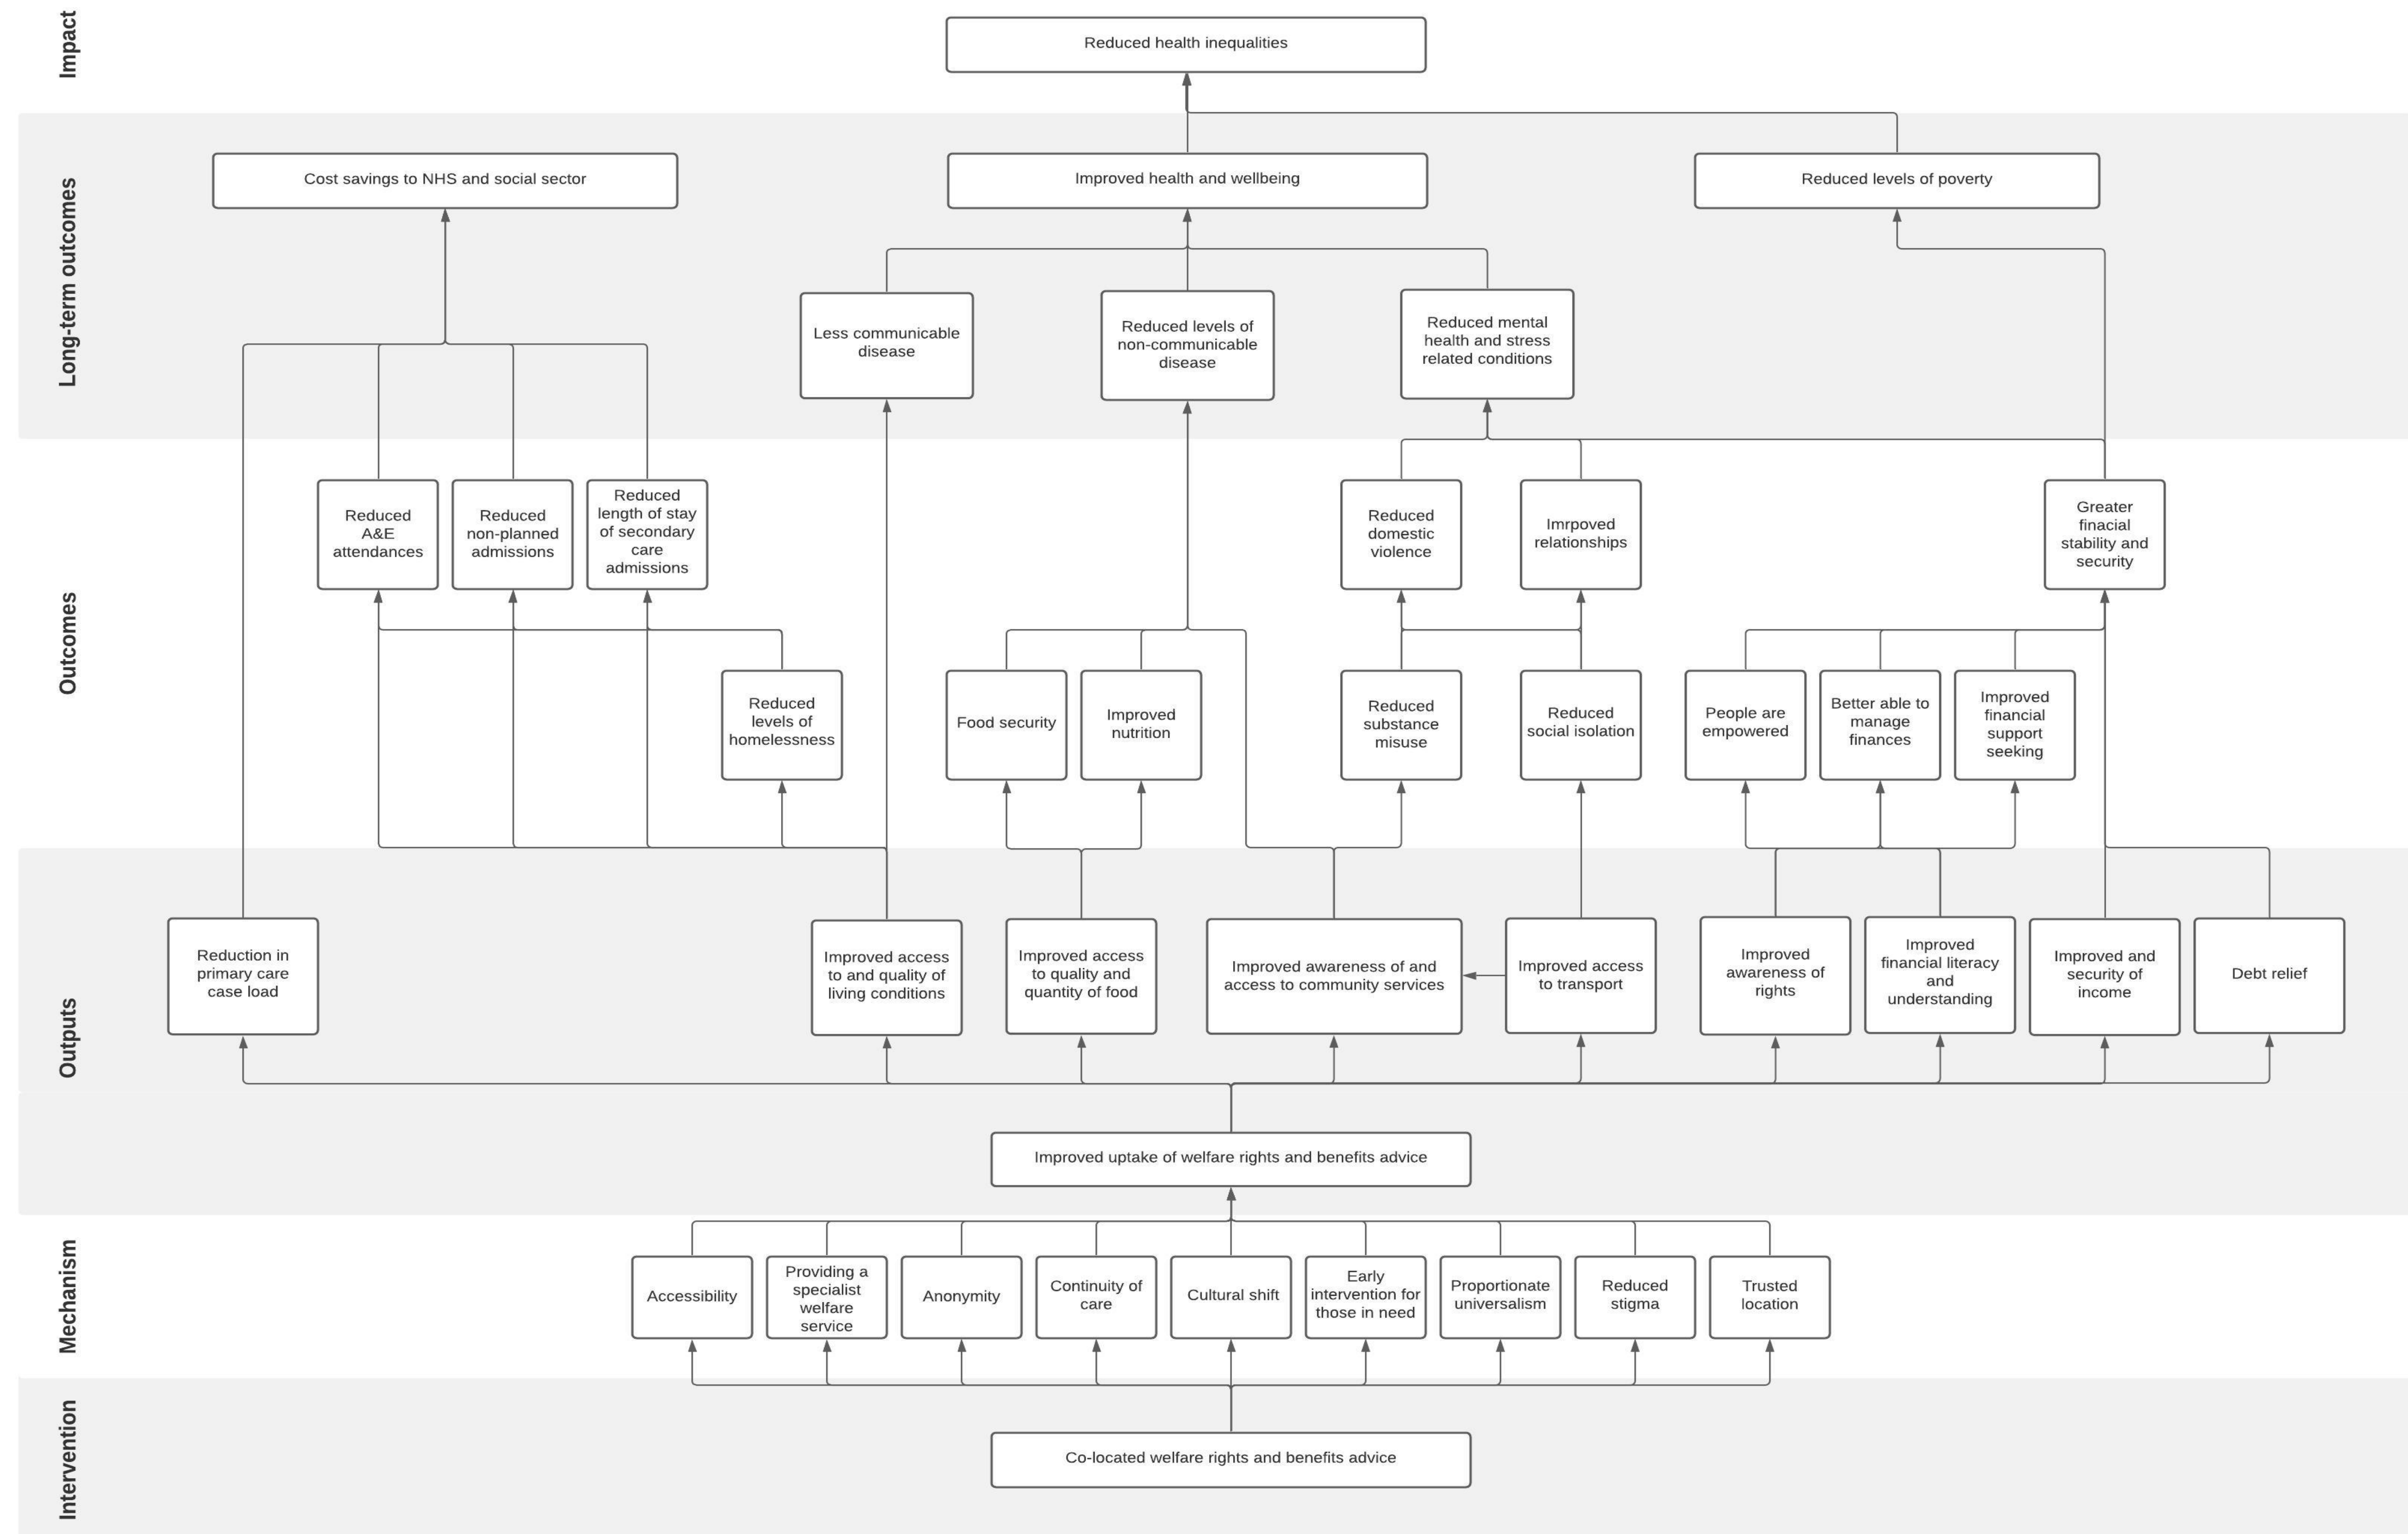 Impact
Reduced health inequalities
Long-term outcomes
Cost savings to NHS and social sector
Improved health and wellbeing
Reduced levels of poverty
Less communicable
disease
Reduced levels of
non-communicable
disease
Reduced mental
health and stress
related conditions
Outcomes
Reduced
A&E
attendances
Reduced
non-planned
admissions
Reduced
length of stay
of secondary
care
admissions
Reduced
domestic
violence
Imrpoved
relationships
Greater
finacial
stability and
security
Reduced
levels of
homelessness
Food security
Improved
nutrition
Reduced
substance
misuse
Reduced
social isolation
People are
empowered
Better able to
manage
finances
Improved
financial
support
seeking
Outputs
Reduction in
primary care
case load
Improved access
to and quality of
living conditions
Improved access
to quality and
quantity of food
Improved awareness of and
access to community services
Improved access
to transport
Improved
awareness of
rights
Improved
financial literacy
and
understanding
Improved and
security of
income
Debt relief
Improved uptake of welfare rights and benefits advice
Mechanism
Accessibility
Providing a
specialist
welfare
service
Anonymity
Continuity of
care
Cultural shift
Early
intervention for
those in need
Proportionate
universalism
Reduced
stigma
Trusted
location
Intervention
Co-located welfare rights and benefits advice